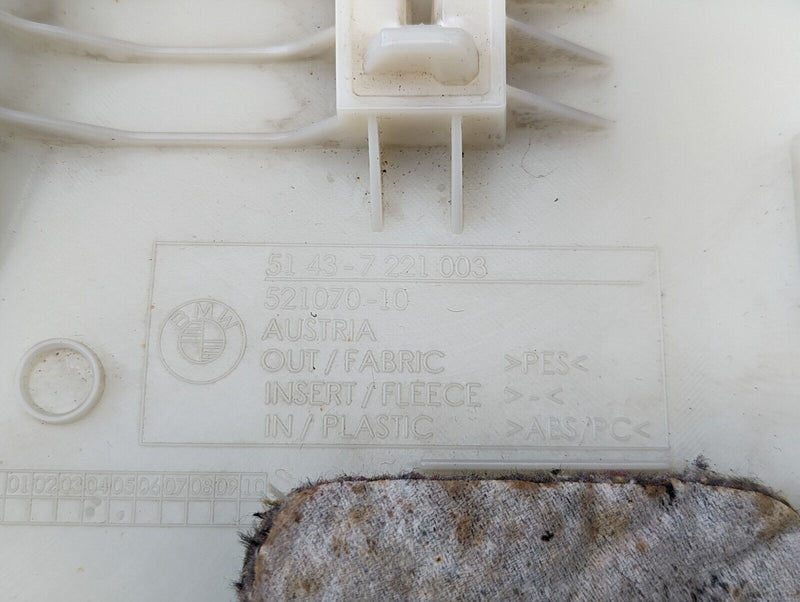 51 43-7 221 003
521070-10
BMW
AUSTRIA
OUT / FABRIC >PES<
INSERT / FLEECE >-<
IN / PLASTIC >ABS/PC<
01 02 03 04 05 06 07 08 09 10